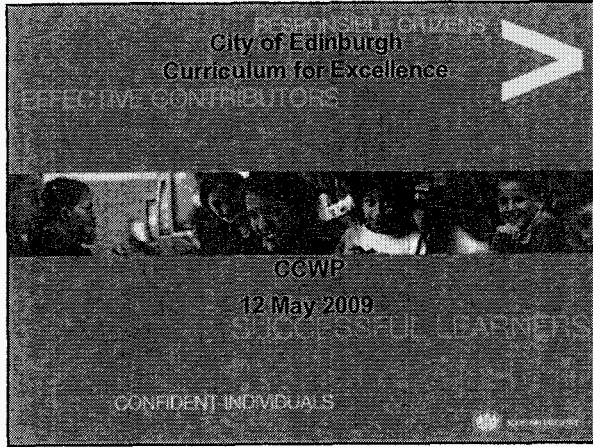 RESPONSIBLE CITIZENS
City of Edinburgh
Curriculum for Excellence
EFFECTIVE CONTRIBUTORS
CCWP
12 May 2009
SUCCESSFUL LEARNERS
CONFIDENT INDIVIDUALS